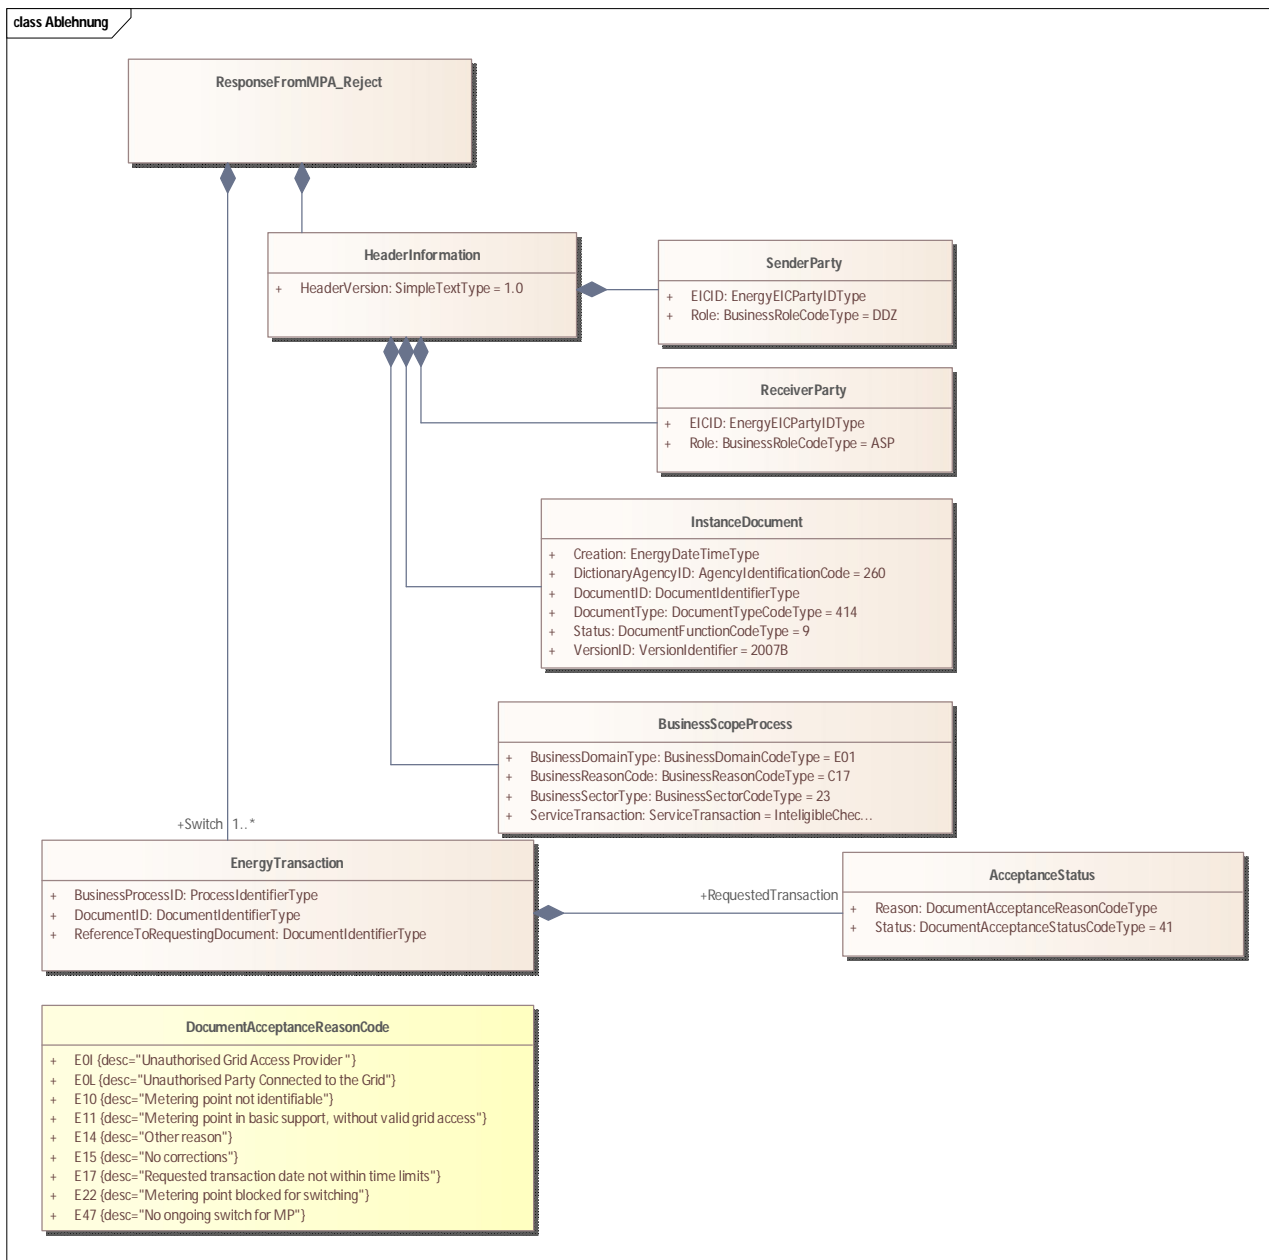 class Ablehnung
ResponseFromMPA_Reject
HeaderInformation
+ HeaderVersion: SimpleTextType = 1.0
SenderParty
+ EICID: EnergyEICPartyIDType
+ Role: BusinessRoleCodeType = DDZ
ReceiverParty
+ EICID: EnergyEICPartyIDType
+ Role: BusinessRoleCodeType = ASP
InstanceDocument
+ Creation: EnergyDateTimeType
+ DictionaryAgencyID: AgencyIdentificationCode = 260
+ DocumentID: DocumentIdentifierType
+ DocumentType: DocumentTypeCodeType = 414
+ Status: DocumentFunctionCodeType = 9
+ VersionID: VersionIdentifier = 2007B
BusinessScopeProcess
+ BusinessDomainType: BusinessDomainCodeType = E01
+ BusinessReasonCode: BusinessReasonCodeType = C17
+ BusinessSectorType: BusinessSectorCodeType = 23
+ ServiceTransaction: ServiceTransaction = InteligibleChec...
+Switch 1..*
EnergyTransaction
+ BusinessProcessID: ProcessIdentifierType
+ DocumentID: DocumentIdentifierType
+ ReferenceToRequestingDocument: DocumentIdentifierType
+RequestedTransaction
AcceptanceStatus
+ Reason: DocumentAcceptanceReasonCodeType
+ Status: DocumentAcceptanceStatusCodeType = 41
DocumentAcceptanceReasonCode
+ E0I {desc="Unauthorised Grid Access Provider "}
+ E0L {desc="Unauthorised Party Connected to the Grid"}
+ E10 {desc="Metering point not identifiable"}
+ E11 {desc="Metering point in basic support, without valid grid access"}
+ E14 {desc="Other reason"}
+ E15 {desc="No corrections"}
+ E17 {desc="Requested transaction date not within time limits"}
+ E22 {desc="Metering point blocked for switching"}
+ E47 {desc="No ongoing switch for MP"}